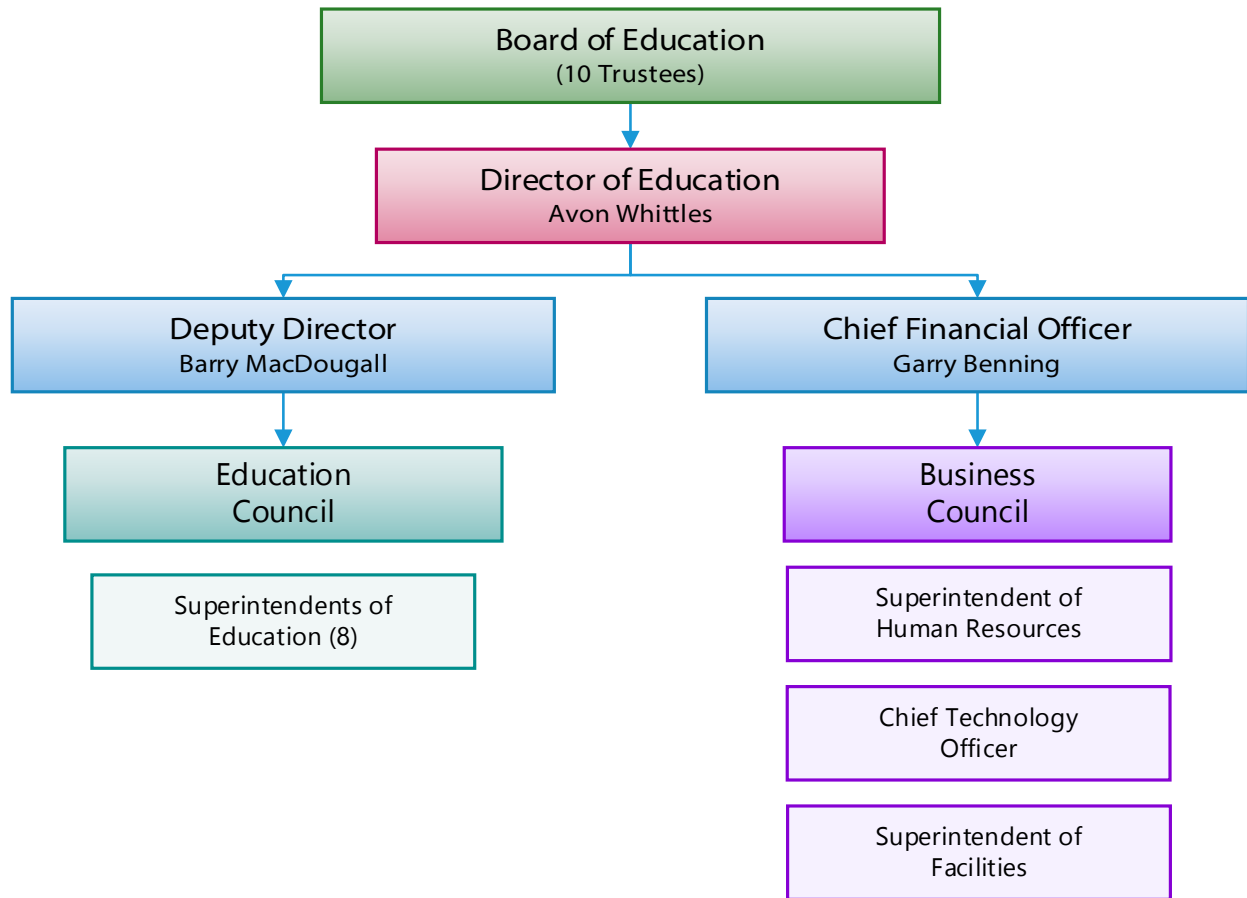 Board of Education
(10 Trustees)
Director of Education
Avon Whittles
Deputy Director
Barry MacDougall
Chief Financial Officer
Garry Benning
Education
Council
Business
Council
Superintendents of
Education (8)
Superintendent of
Human Resources
Chief Technology
Officer
Superintendent of
Facilities